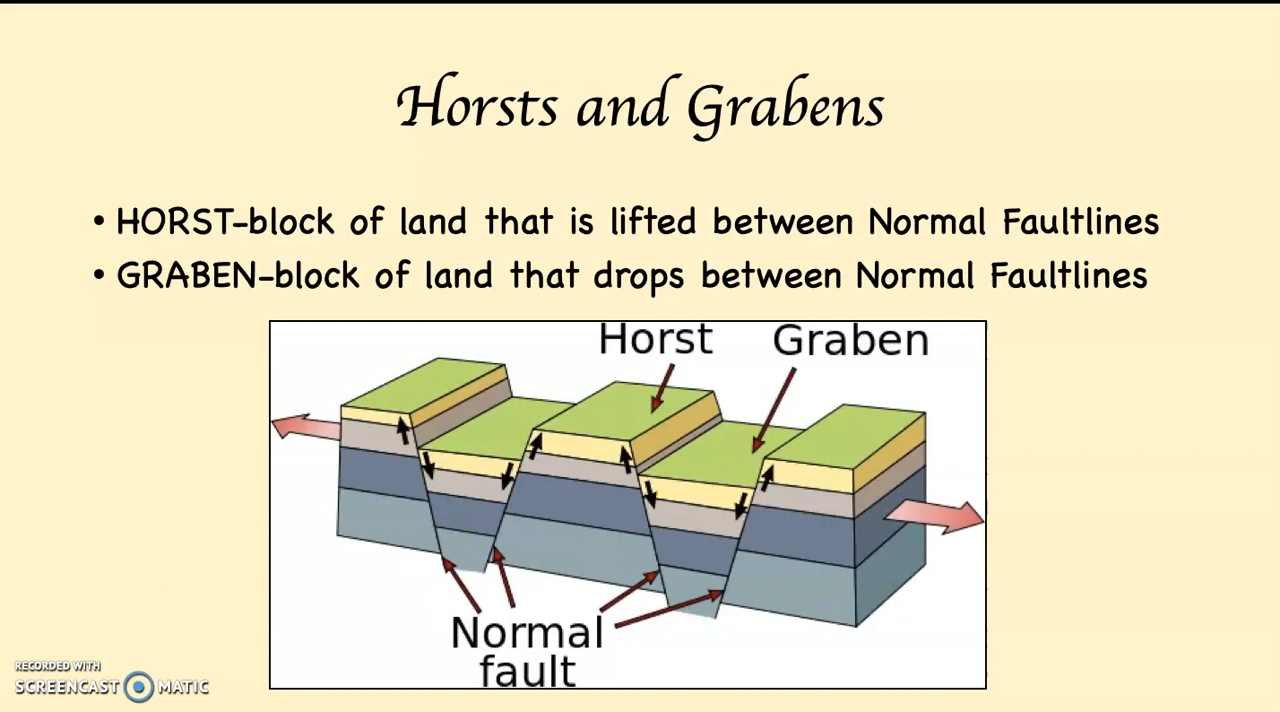 Horsts and Grabens
• HORST-block of land that is lifted between Normal Faultlines
• GRABEN-block of land that drops between Normal Faultlines
Horst
Graben
Normal
fault
RECORDED WITH
SCREENCAST MATIC